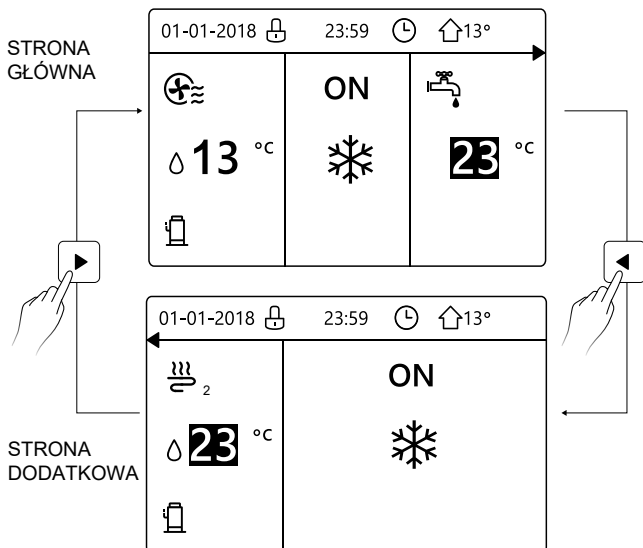 STRONA
GŁÓWNA
01-01-2018 23:59 13°
ON
13 °C
23 °C
01-01-2018 23:59 13°
2
ON
23 °C
STRONA
DODATKOWA